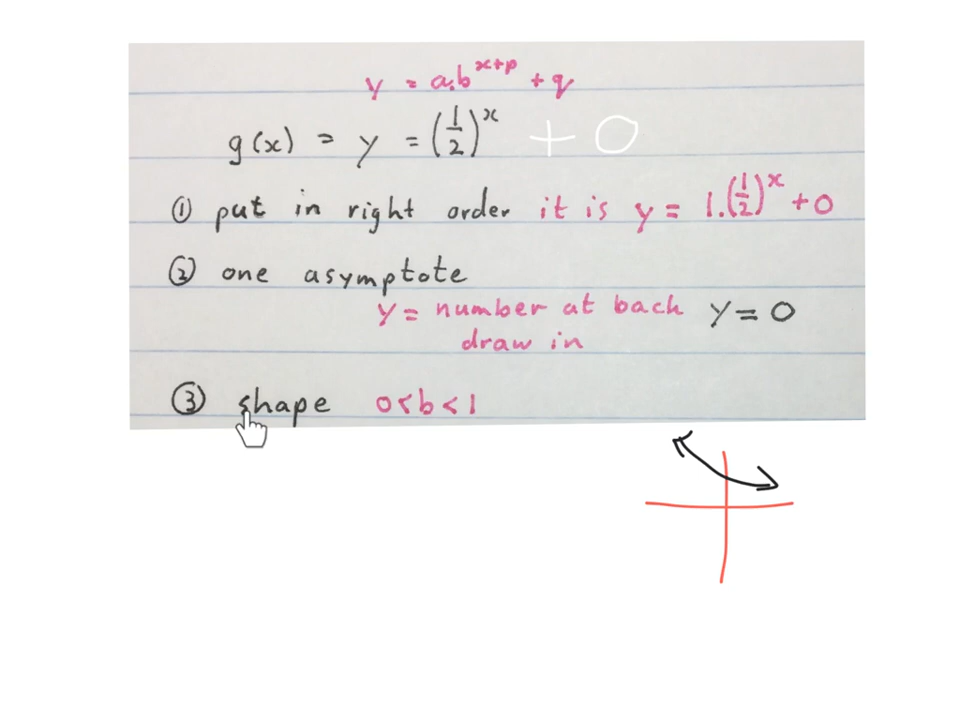 y = a.b^(x+p) + q
g(x) = y = (1/2)^x + 0
① put in right order it is y = 1.(1/2)^x + 0
② one asymptote
y = number at back y = 0
draw in
③ shape 0<b<1